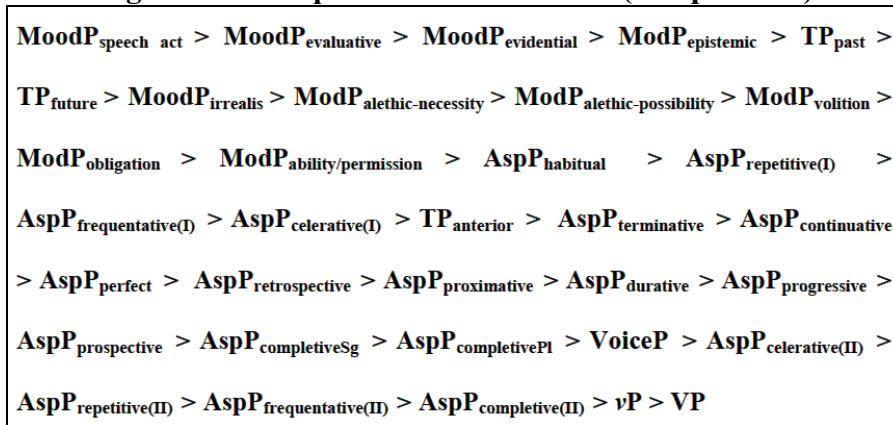 MoodPspeech act > MoodPevaluative > MoodPevidential > ModPepistemic > TPpast >
TPfuture > MoodPirrealis > ModPalethic-necessity > ModPalethic-possibility > ModPvolition >
ModPobligation > ModPability/permission > AspPhabitual > AspPrepetitive(I) >
AspPfrequentative(I) > AspPcelerative(I) > TPanterior > AspPterminative > AspPcontinuative
> AspPperfect > AspPretrospective > AspPproximative > AspPdurative > AspPprogressive >
AspPprospective > AspPcompletiveSg > AspPcompletivePl > VoiceP > AspPcelerative(II) >
AspPrepetitive(II) > AspPfrequentative(II) > AspPcompletive(II) > vP > VP